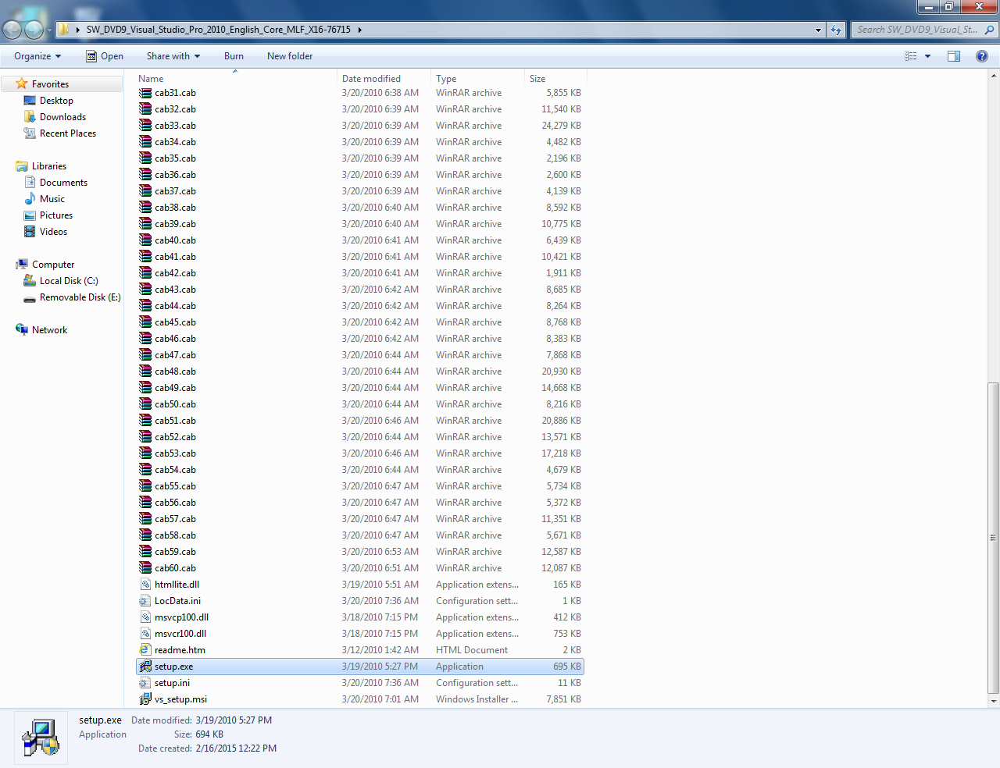 SW_DVD9_Visual_Studio_Pro_2010_English_Core_MLF_X16-76715
Search SW_DVD9_Visual_St...
Organize Open Share with Burn New folder
Name Date modified Type Size
Favorites
Desktop
Downloads
Recent Places
Libraries
Documents
Music
Pictures
Videos
Computer
Local Disk (C:)
Removable Disk (E:)
Network
cab31.cab 3/20/2010 6:38 AM WinRAR archive 5,855 KB
cab32.cab 3/20/2010 6:39 AM WinRAR archive 11,540 KB
cab33.cab 3/20/2010 6:39 AM WinRAR archive 24,279 KB
cab34.cab 3/20/2010 6:39 AM WinRAR archive 4,482 KB
cab35.cab 3/20/2010 6:39 AM WinRAR archive 2,196 KB
cab36.cab 3/20/2010 6:39 AM WinRAR archive 2,600 KB
cab37.cab 3/20/2010 6:39 AM WinRAR archive 4,139 KB
cab38.cab 3/20/2010 6:40 AM WinRAR archive 8,592 KB
cab39.cab 3/20/2010 6:40 AM WinRAR archive 10,775 KB
cab40.cab 3/20/2010 6:41 AM WinRAR archive 6,439 KB
cab41.cab 3/20/2010 6:41 AM WinRAR archive 10,421 KB
cab42.cab 3/20/2010 6:41 AM WinRAR archive 1,911 KB
cab43.cab 3/20/2010 6:42 AM WinRAR archive 8,685 KB
cab44.cab 3/20/2010 6:42 AM WinRAR archive 8,264 KB
cab45.cab 3/20/2010 6:42 AM WinRAR archive 8,768 KB
cab46.cab 3/20/2010 6:42 AM WinRAR archive 8,383 KB
cab47.cab 3/20/2010 6:44 AM WinRAR archive 7,868 KB
cab48.cab 3/20/2010 6:44 AM WinRAR archive 20,930 KB
cab49.cab 3/20/2010 6:44 AM WinRAR archive 14,668 KB
cab50.cab 3/20/2010 6:44 AM WinRAR archive 8,216 KB
cab51.cab 3/20/2010 6:46 AM WinRAR archive 20,886 KB
cab52.cab 3/20/2010 6:44 AM WinRAR archive 13,571 KB
cab53.cab 3/20/2010 6:46 AM WinRAR archive 17,218 KB
cab54.cab 3/20/2010 6:44 AM WinRAR archive 4,679 KB
cab55.cab 3/20/2010 6:47 AM WinRAR archive 5,734 KB
cab56.cab 3/20/2010 6:47 AM WinRAR archive 5,372 KB
cab57.cab 3/20/2010 6:47 AM WinRAR archive 11,351 KB
cab58.cab 3/20/2010 6:47 AM WinRAR archive 5,671 KB
cab59.cab 3/20/2010 6:53 AM WinRAR archive 12,587 KB
cab60.cab 3/20/2010 6:51 AM WinRAR archive 12,087 KB
htmllite.dll 3/19/2010 5:51 AM Application extens... 165 KB
LocData.ini 3/20/2010 7:36 AM Configuration sett... 1 KB
msvcp100.dll 3/18/2010 7:15 PM Application extens... 412 KB
msvcr100.dll 3/18/2010 7:15 PM Application extens... 753 KB
readme.htm 3/12/2010 1:42 AM HTML Document 2 KB
setup.exe 3/19/2010 5:27 PM Application 695 KB
setup.ini 3/20/2010 7:36 AM Configuration sett... 11 KB
vs_setup.msi 3/20/2010 7:01 AM Windows Installer ... 7,851 KB
setup.exe Date modified: 3/19/2010 5:27 PM
Application Size: 694 KB
Date created: 2/16/2015 12:22 PM